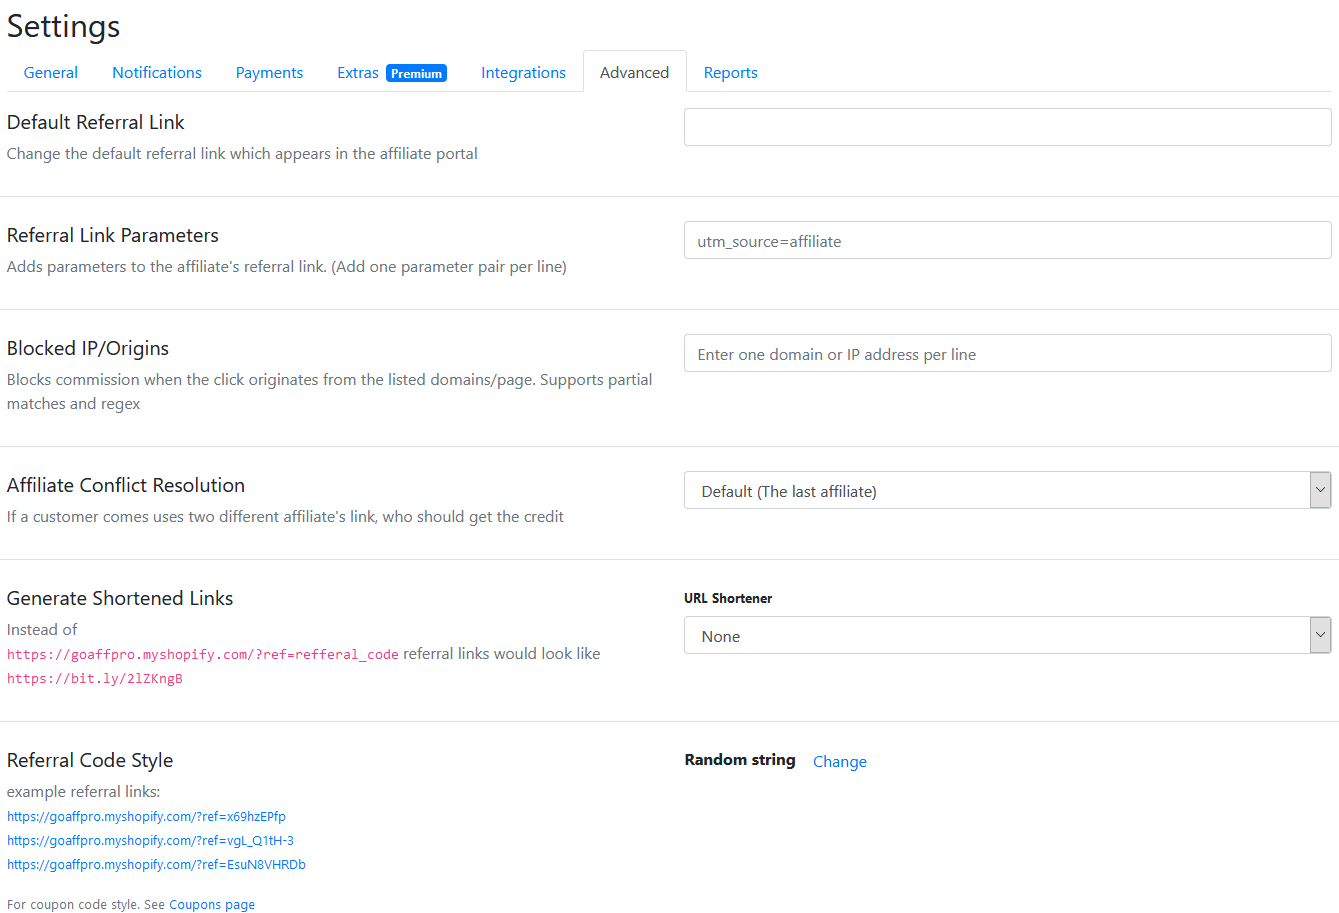 Settings
General Notifications Payments Extras Premium Integrations Advanced Reports
Default Referral Link
Change the default referral link which appears in the affiliate portal
Referral Link Parameters
utm_source=affiliate
Adds parameters to the affiliate's referral link. (Add one parameter pair per line)
Blocked IP/Origins
Enter one domain or IP address per line
Blocks commission when the click originates from the listed domains/page. Supports partial
matches and regex
Affiliate Conflict Resolution
Default (The last affiliate)
If a customer comes uses two different affiliate's link, who should get the credit
Generate Shortened Links
URL Shortener
Instead of
None
https://goaffpro.myshopify.com/?ref=refferal_code referral links would look like
https://bit.ly/2lZKngB
Referral Code Style
Random string Change
example referral links:
https://goaffpro.myshopify.com/?ref=x69hzEPfp
https://goaffpro.myshopify.com/?ref=vgL_Q1tH-3
https://goaffpro.myshopify.com/?ref=EsuN8VHRDb
For coupon code style. See Coupons page